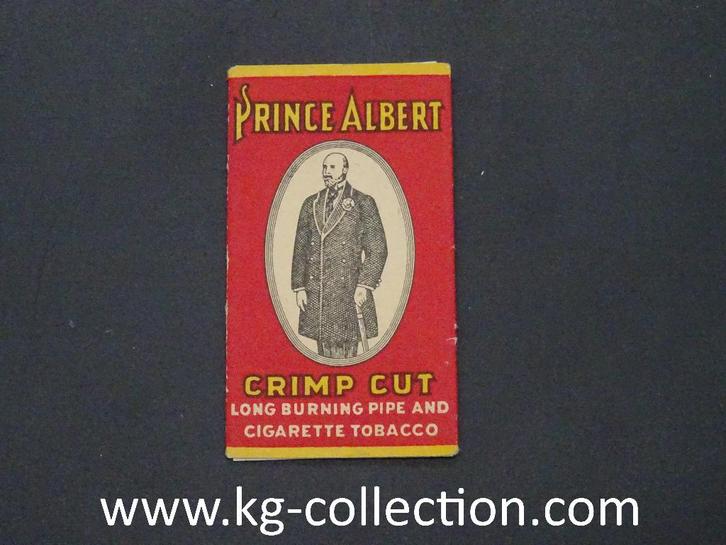 PRINCE ALBERT
CRIMP CUT
LONG BURNING PIPE AND
CIGARETTE TOBACCO
www.kg-collection.com